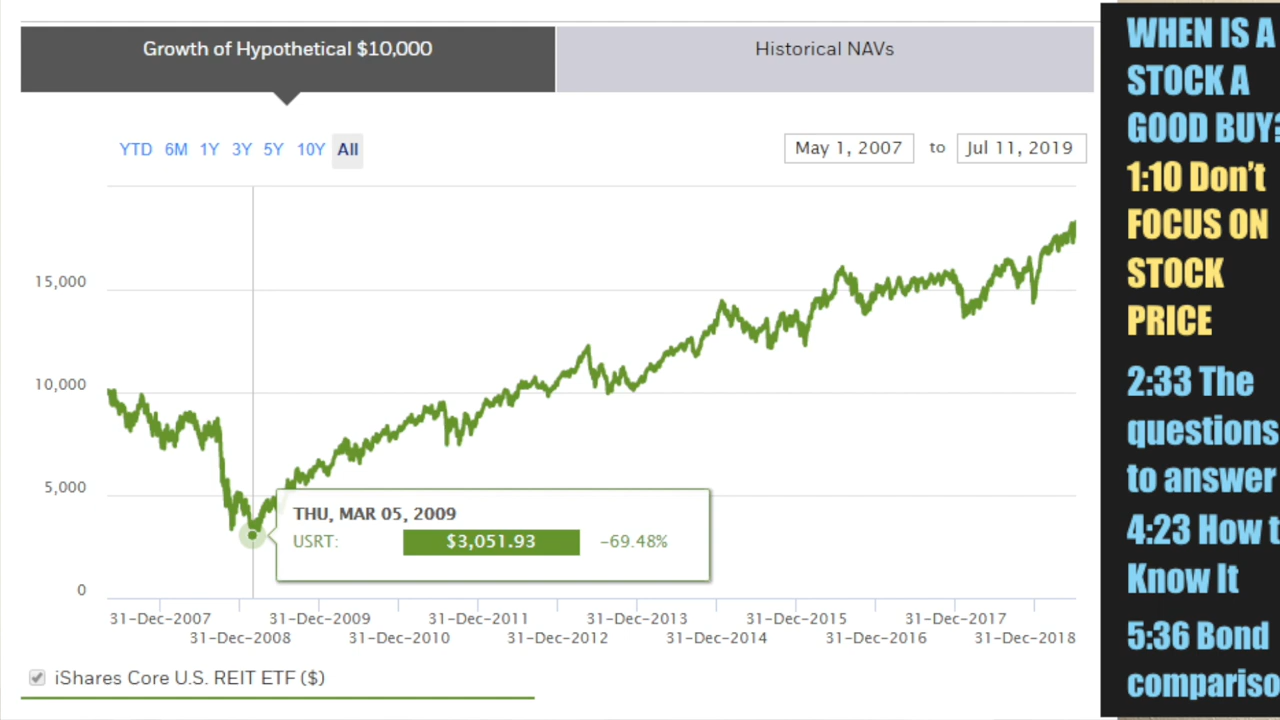 Growth of Hypothetical $10,000
Historical NAVs
YTD 6M 1Y 3Y 5Y 10Y All
May 1, 2007 to Jul 11, 2019
15,000
10,000
5,000
0
THU, MAR 05, 2009
USRT: $3,051.93 -69.48%
31-Dec-2007 31-Dec-2009 31-Dec-2011 31-Dec-2013 31-Dec-2015 31-Dec-2017
31-Dec-2008 31-Dec-2010 31-Dec-2012 31-Dec-2014 31-Dec-2016 31-Dec-2018
iShares Core U.S. REIT ETF ($)
WHEN IS A
STOCK A
GOOD BUY?
1:10 Don't
FOCUS ON
STOCK
PRICE
2:33 The
questions
to answer
4:23 How t
Know It
5:36 Bond
compariso